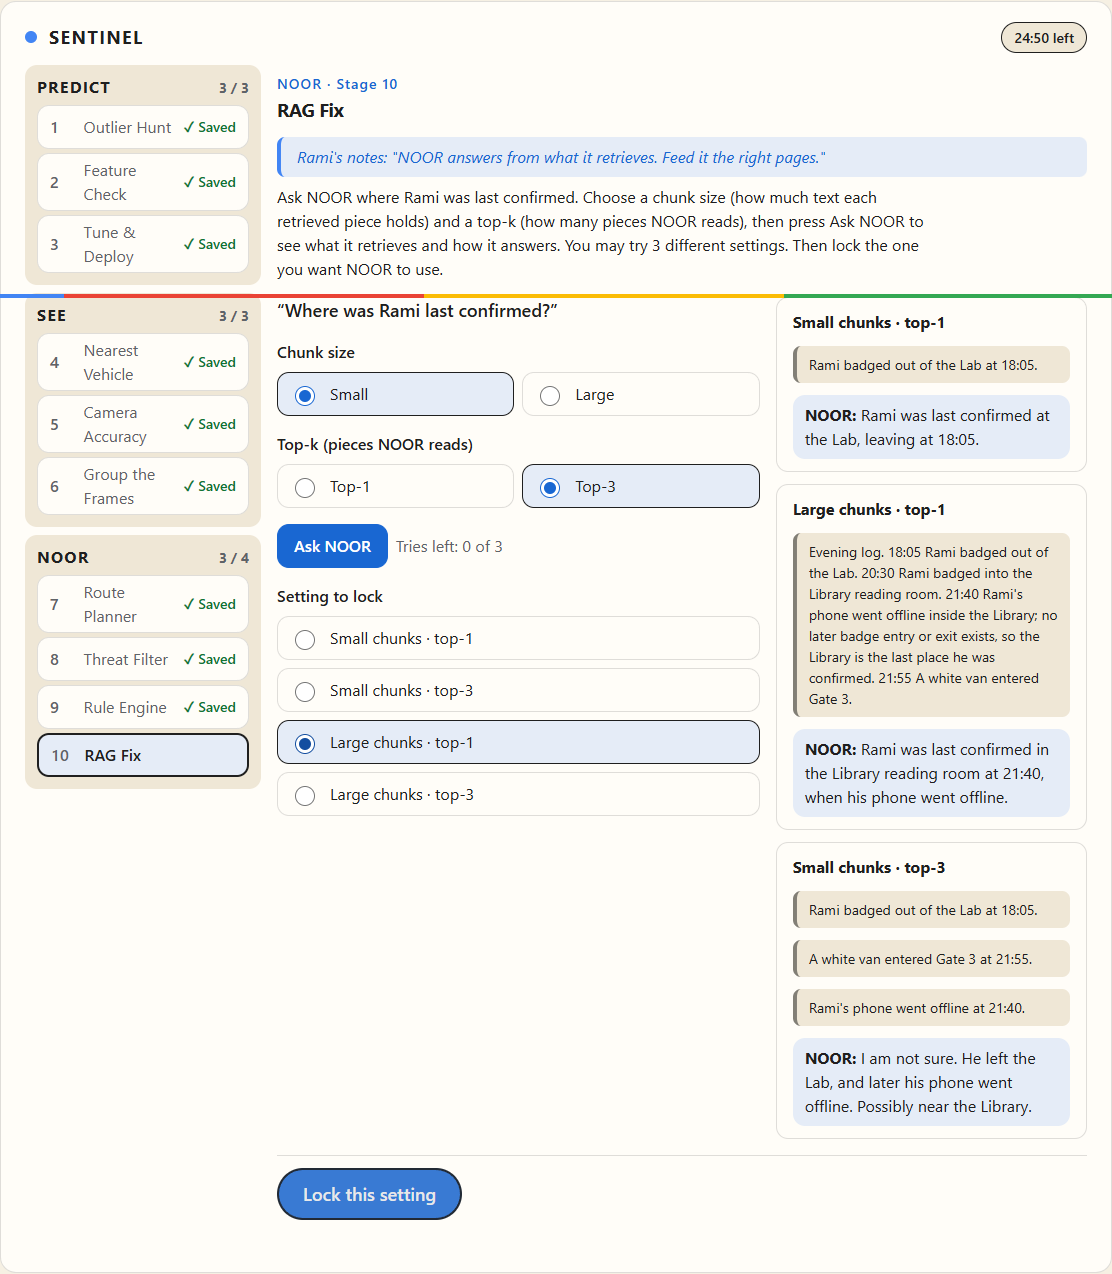 SENTINEL
24:50 left
PREDICT 3 / 3
1 Outlier Hunt ✓ Saved
2 Feature Check ✓ Saved
3 Tune & Deploy ✓ Saved
NOOR · Stage 10
RAG Fix
Rami's notes: "NOOR answers from what it retrieves. Feed it the right pages."
Ask NOOR where Rami was last confirmed. Choose a chunk size (how much text each
retrieved piece holds) and a top-k (how many pieces NOOR reads), then press Ask NOOR to
see what it retrieves and how it answers. You may try 3 different settings. Then lock the one
you want NOOR to use.
SEE 3 / 3
4 Nearest Vehicle ✓ Saved
5 Camera Accuracy ✓ Saved
6 Group the Frames ✓ Saved
NOOR 3 / 4
7 Route Planner ✓ Saved
8 Threat Filter ✓ Saved
9 Rule Engine ✓ Saved
10 RAG Fix
“Where was Rami last confirmed?”
Chunk size
Small
Large
Top-k (pieces NOOR reads)
Top-1
Top-3
Ask NOOR
Tries left: 0 of 3
Setting to lock
Small chunks · top-1
Small chunks · top-3
Large chunks · top-1
Large chunks · top-3
Small chunks · top-1
Rami badged out of the Lab at 18:05.
NOOR: Rami was last confirmed at
the Lab, leaving at 18:05.
Large chunks · top-1
Evening log. 18:05 Rami badged out of
the Lab. 20:30 Rami badged into the
Library reading room. 21:40 Rami's
phone went offline inside the Library; no
later badge entry or exit exists, so the
Library is the last place he was
confirmed. 21:55 A white van entered
Gate 3.
NOOR: Rami was last confirmed in
the Library reading room at 21:40,
when his phone went offline.
Small chunks · top-3
Rami badged out of the Lab at 18:05.
A white van entered Gate 3 at 21:55.
Rami's phone went offline at 21:40.
NOOR: I am not sure. He left the
Lab, and later his phone went
offline. Possibly near the Library.
Lock this setting